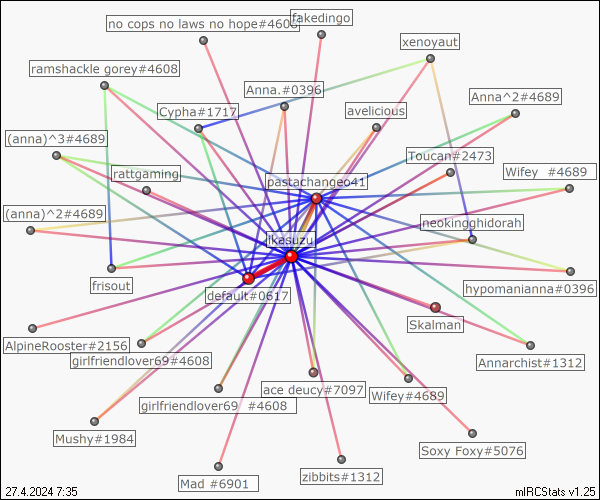 no cops no laws no hope#4608
fakedingo
xenoyaut
ramshackle gorey#4608
Anna.#0396
Anna^2#4689
Cypha#1717
avelicious
(anna)^3#4689
Toucan#2473
rattgaming
Wifey #4689
pastachangeo41
(anna)^2#4689
neokingghidorah
ikasuzu
frisout
hypomanianna#0396
default#0617
Skalman
AlpineRooster#2156
girlfriendlover69#4608
Annarchist#1312
ace deucy#7097
Wifey#4689
girlfriendlover69 #4608
Mushy#1984
Soxy Foxy#5076
zibbits#1312
Mad #6901
27.4.2024 7:35
mIRCStats v1.25